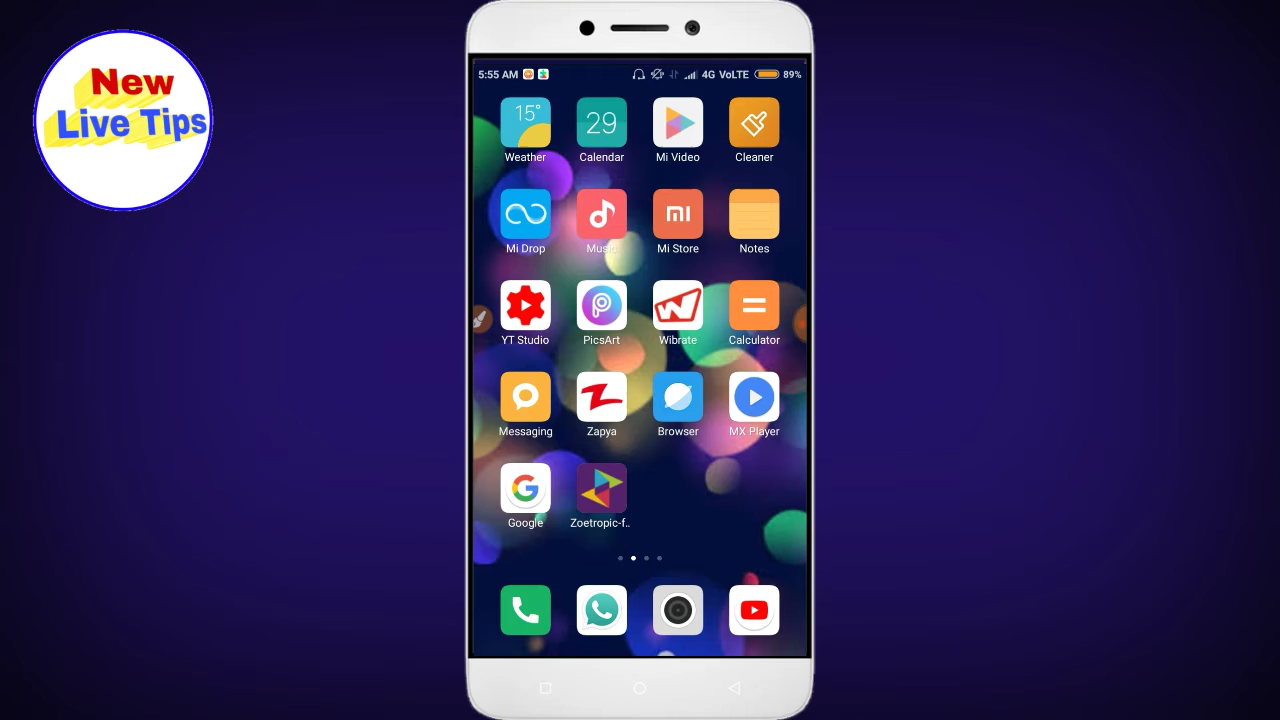 New
Live Tips
5:55 AM 4G VoLTE 89%
15° 29
Weather Calendar Mi Video Cleaner
Mi Drop Music Mi Store Notes
YT Studio PicsArt Wibrate Calculator
Messaging Zapya Browser MX Player
Google Zoetropic-f..